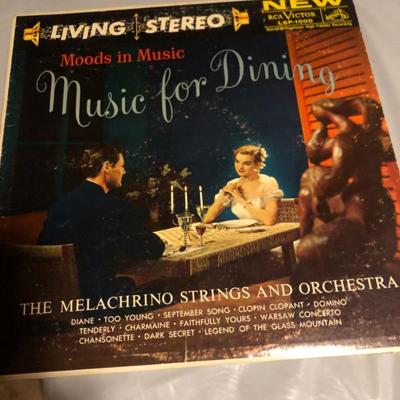 LIVING STEREO
NEW
RCA VICTOR
LSP-1000
Moods in Music
Music for Dining
THE MELACHRINO STRINGS AND ORCHESTRA
DIANE • TOO YOUNG • SEPTEMBER SONG • CLOPIN CLOPANT • DOMINO
TENDERLY • CHARMAINE • FAITHFULLY YOURS • WARSAW CONCERTO
CHANSONETTE • DARK SECRET • LEGEND OF THE GLASS MOUNTAIN